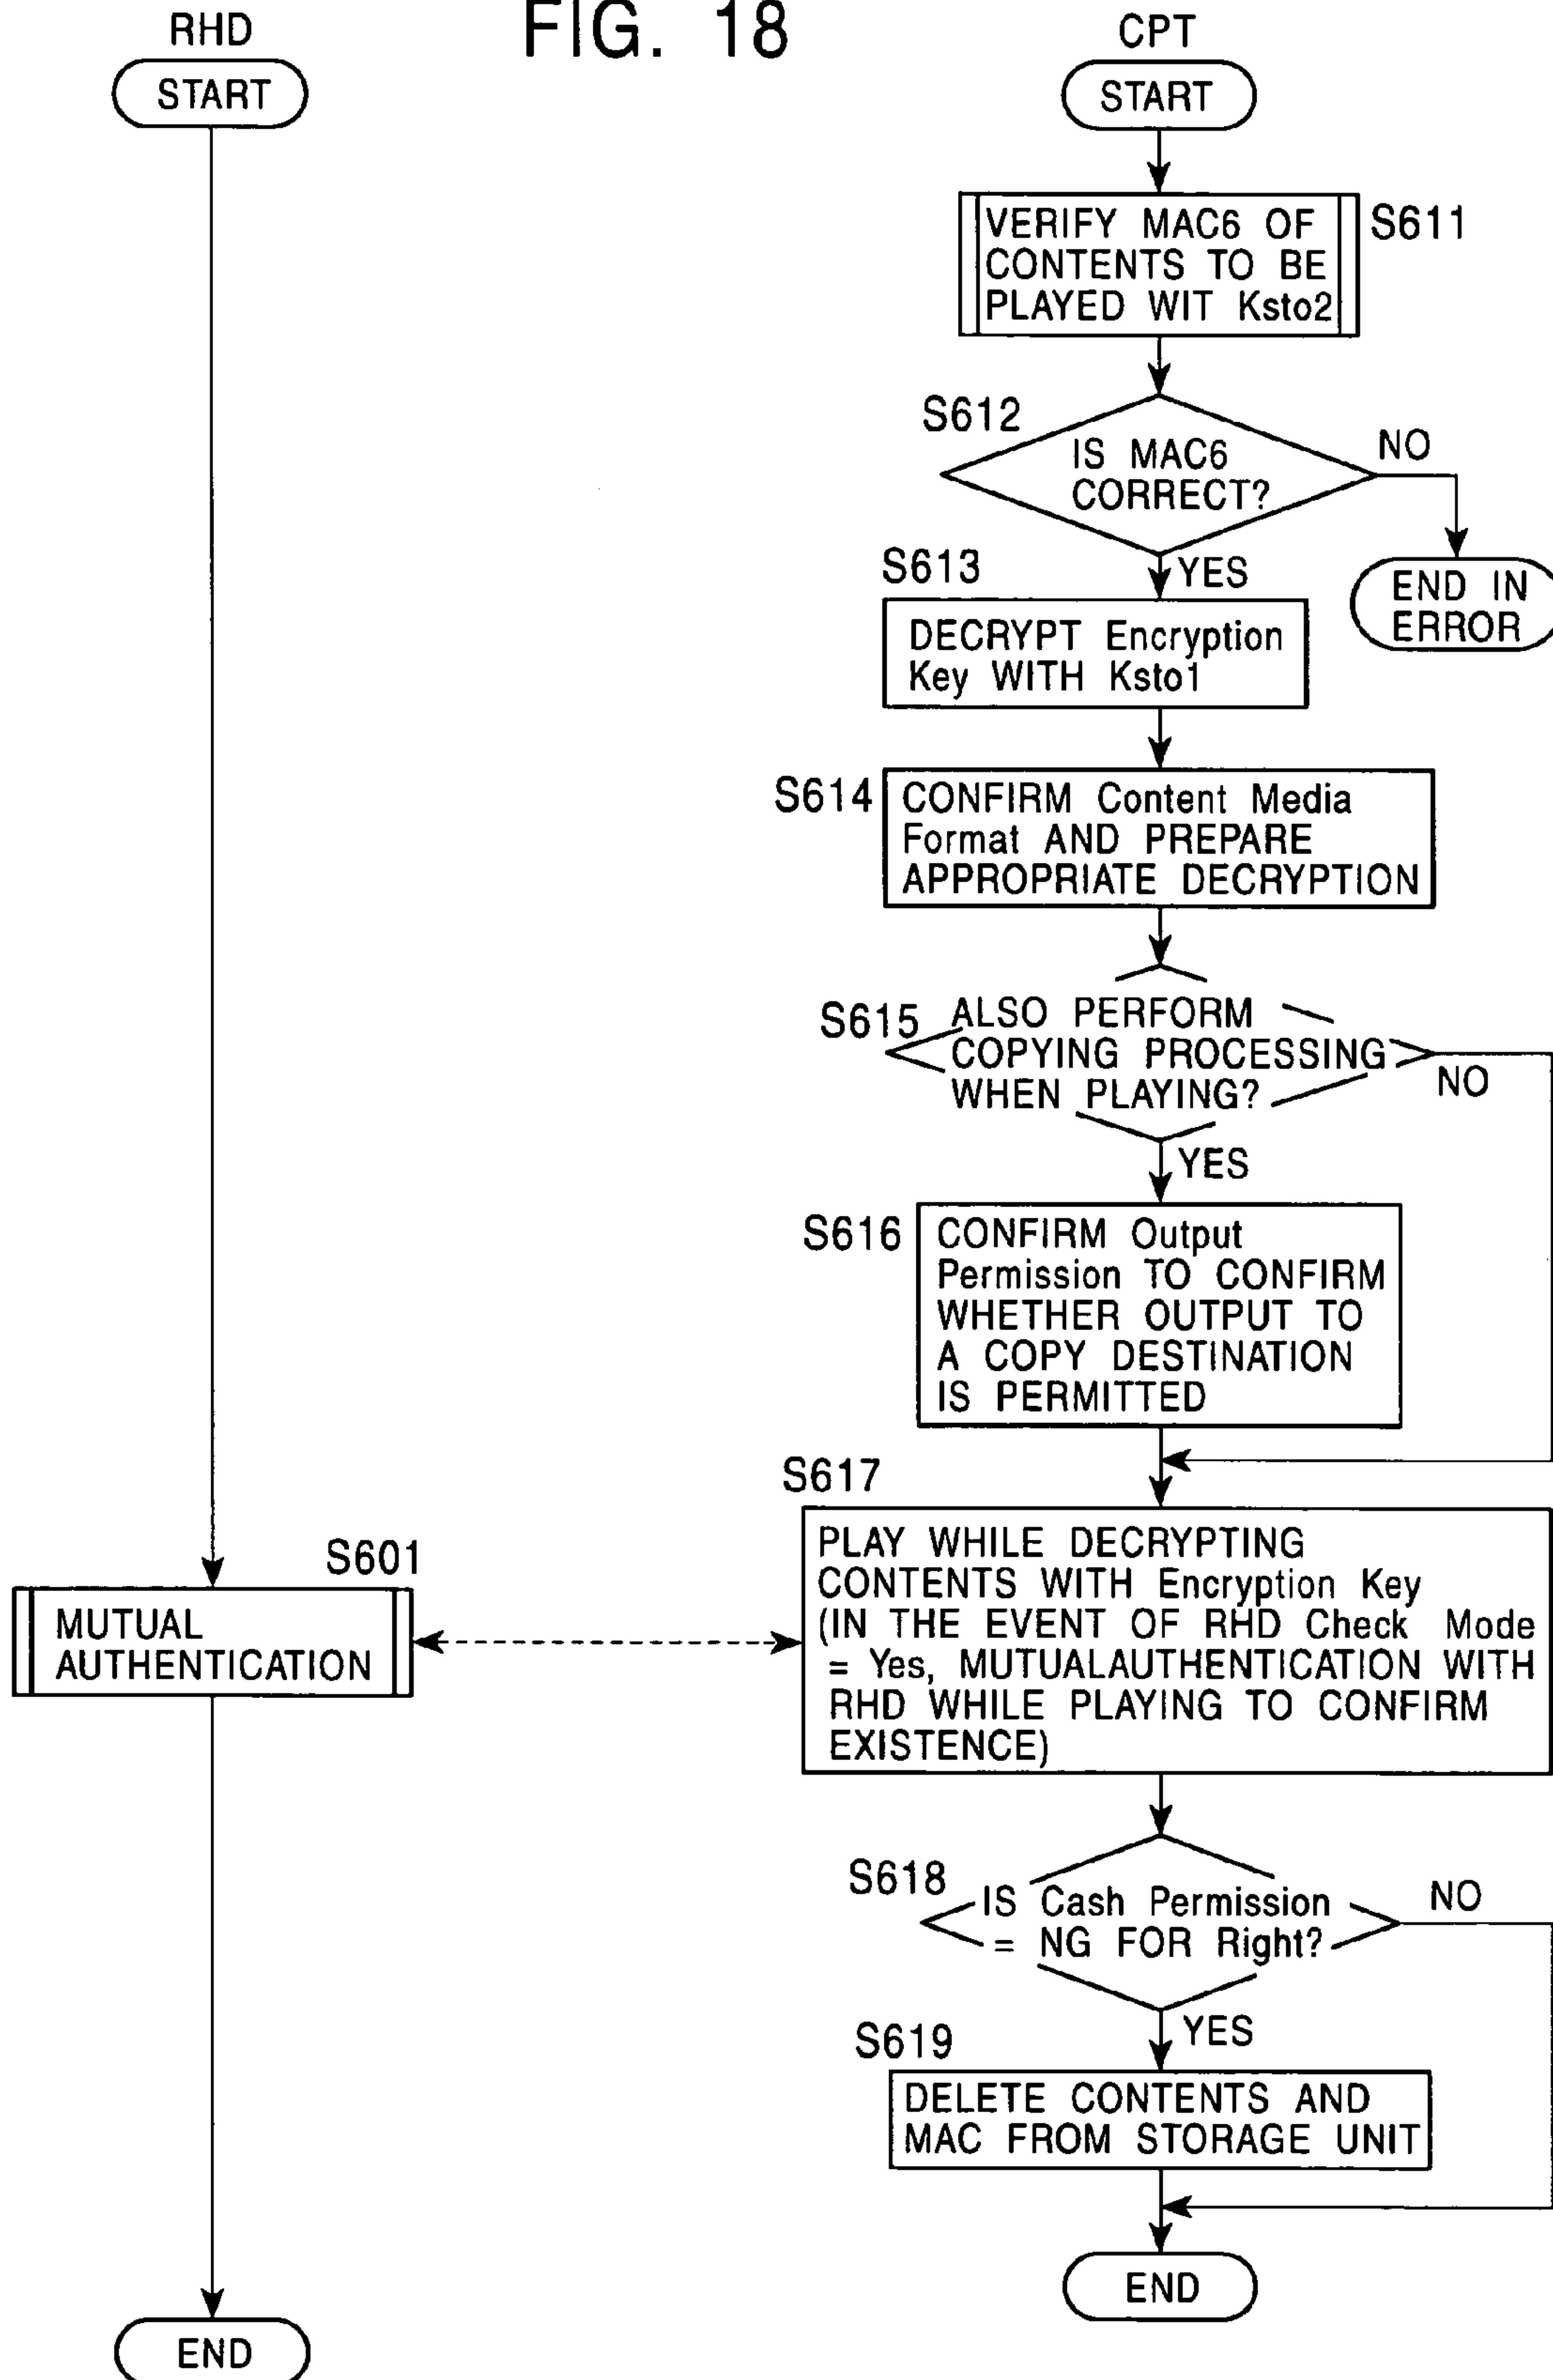 FIG. 18
RHD
START
S601
MUTUAL
AUTHENTICATION
END
CPT
START
VERIFY MAC6 OF
CONTENTS TO BE
PLAYED WIT Ksto2
S611
S612
IS MAC6
CORRECT?
NO
END IN
ERROR
YES
S613
DECRYPT Encryption
Key WITH Ksto1
S614
CONFIRM Content Media
Format AND PREPARE
APPROPRIATE DECRYPTION
S615
ALSO PERFORM
COPYING PROCESSING
WHEN PLAYING?
NO
YES
S616
CONFIRM Output
Permission TO CONFIRM
WHETHER OUTPUT TO
A COPY DESTINATION
IS PERMITTED
S617
PLAY WHILE DECRYPTING
CONTENTS WITH Encryption Key
(IN THE EVENT OF RHD Check Mode
= Yes, MUTUALAUTHENTICATION WITH
RHD WHILE PLAYING TO CONFIRM
EXISTENCE)
S618
IS Cash Permission
= NG FOR Right?
NO
YES
S619
DELETE CONTENTS AND
MAC FROM STORAGE UNIT
END